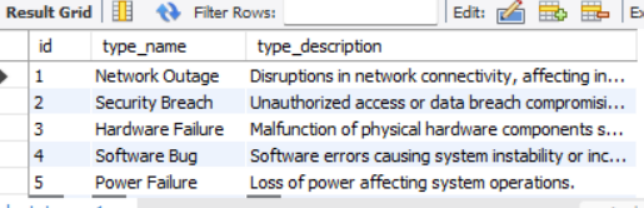 Result Grid Filter Rows: Edit:
id type_name type_description
1 Network Outage Disruptions in network connectivity, affecting in...
2 Security Breach Unauthorized access or data breach compromisi...
3 Hardware Failure Malfunction of physical hardware components s...
4 Software Bug Software errors causing system instability or inc...
5 Power Failure Loss of power affecting system operations.